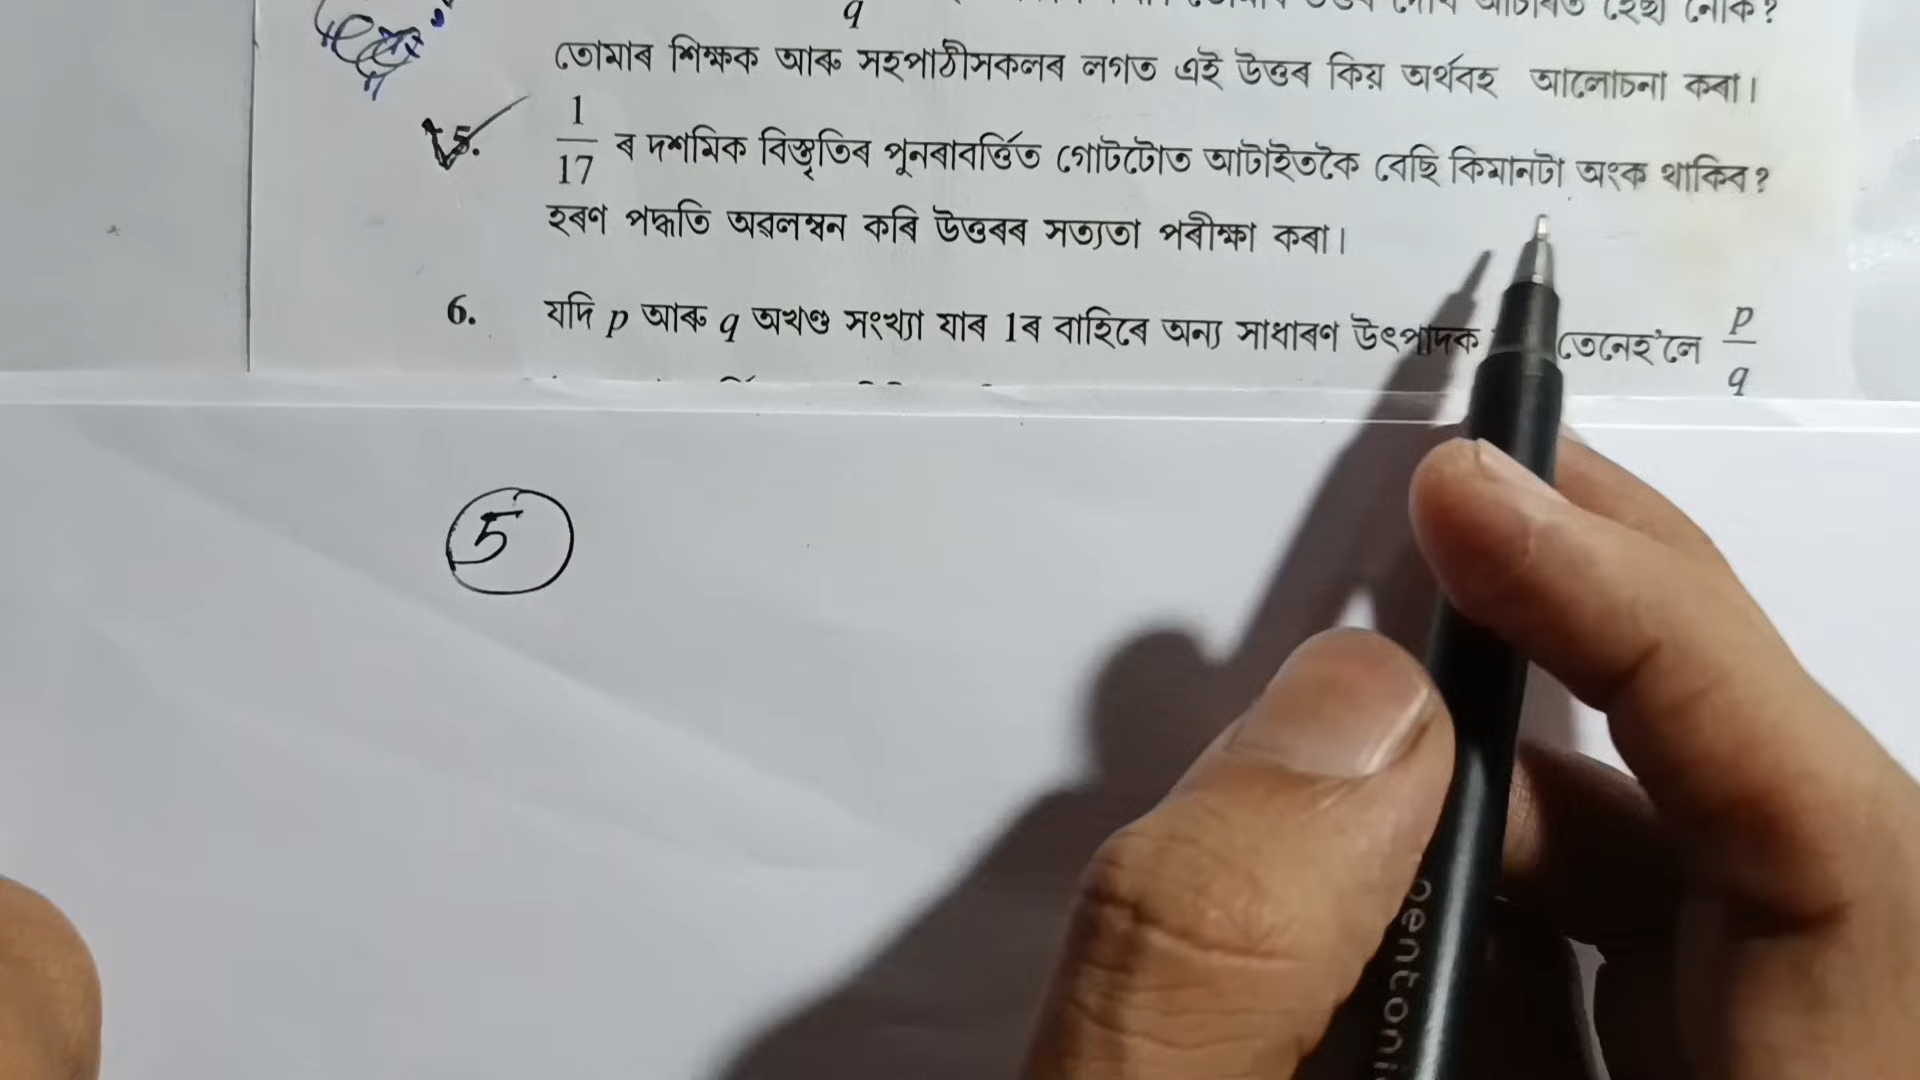 q
তোমাৰ শিক্ষক আৰু সহপাঠীসকলৰ লগত এই উত্তৰ কিয় অৰ্থবহ আলোচনা কৰা।
5. 1/17 ৰ দশমিক বিস্তৃতিৰ পুনৰাবৰ্ত্তিত গোটটোত আটাইতকৈ বেছি কিমানটা অংক থাকিব?
হৰণ পদ্ধতি অৱলম্বন কৰি উত্তৰৰ সত্যতা পৰীক্ষা কৰা।
6. যদি p আৰু q অখণ্ড সংখ্যা যাৰ 1ৰ বাহিৰে অন্য সাধাৰণ উৎপাদক তেনেহ'লে p/q
5